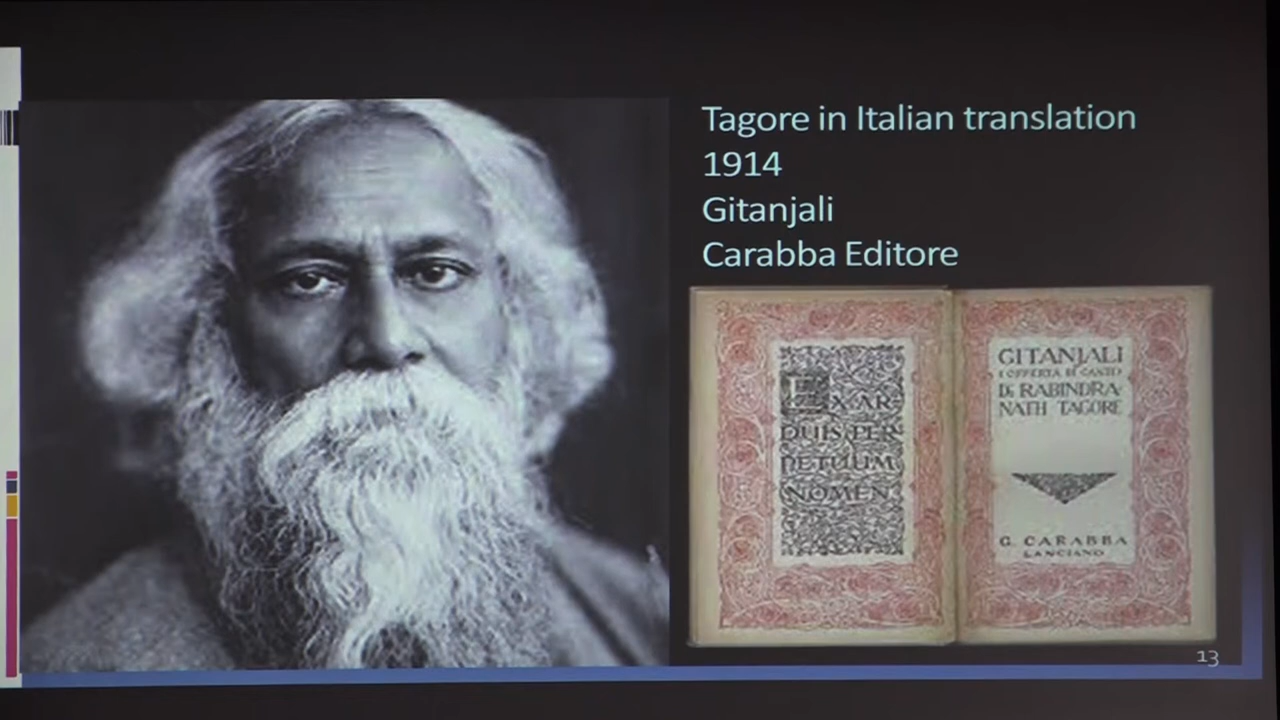 Tagore in Italian translation
1914
Gitanjali
Carabba Editore
EX AR
DUIS PER
PETUUM
NOMEN
GITANJALI
(OFFERTA DI CANTO
DI RABINDRA-
NATH TAGORE
G. CARABBA
LANCIANO
13